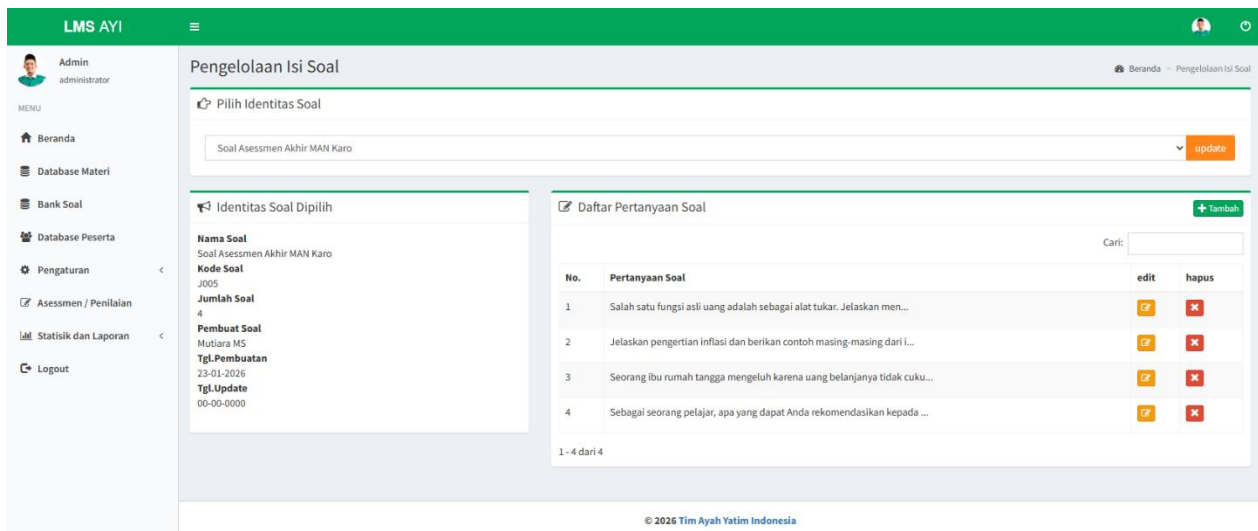 LMS AYI
Admin
administrator
MENU
Beranda
Database Materi
Bank Soal
Database Peserta
Pengaturan
Asessmen / Penilaian
Statisik dan Laporan
Logout
Pengelolaan Isi Soal
Beranda > Pengelolaan Isi Soal
Pilih Identitas Soal
Soal Asessmen Akhir MAN Karo
update
Identitas Soal Dipilih
Nama Soal
Soal Asessmen Akhir MAN Karo
Kode Soal
J005
Jumlah Soal
4
Pembuat Soal
Mutiara MS
Tgl.Pembuatan
23-01-2026
Tgl.Update
00-00-0000
Daftar Pertanyaan Soal
Tambah
Cari:
No. Pertanyaan Soal edit hapus
1 Salah satu fungsi asli uang adalah sebagai alat tukar. Jelaskan men...
2 Jelaskan pengertian inflasi dan berikan contoh masing-masing dari i...
3 Seorang ibu rumah tangga mengeluh karena uang belanjanya tidak cuku...
4 Sebagai seorang pelajar, apa yang dapat Anda rekomendasikan kepada ...
1 - 4 dari 4
© 2026 Tim Ayah Yatim Indonesia